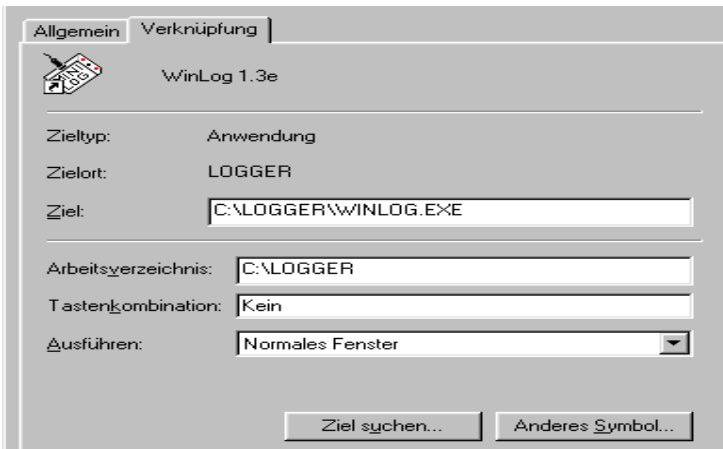 Allgemein Verknüpfung
WinLog 1.3e
Zieltyp: Anwendung
Zielort: LOGGER
Ziel: C:\LOGGER\WINLOG.EXE
Arbeitsverzeichnis: C:\LOGGER
Tastenkombination: Kein
Ausführen: Normales Fenster
Ziel suchen... Anderes Symbol...